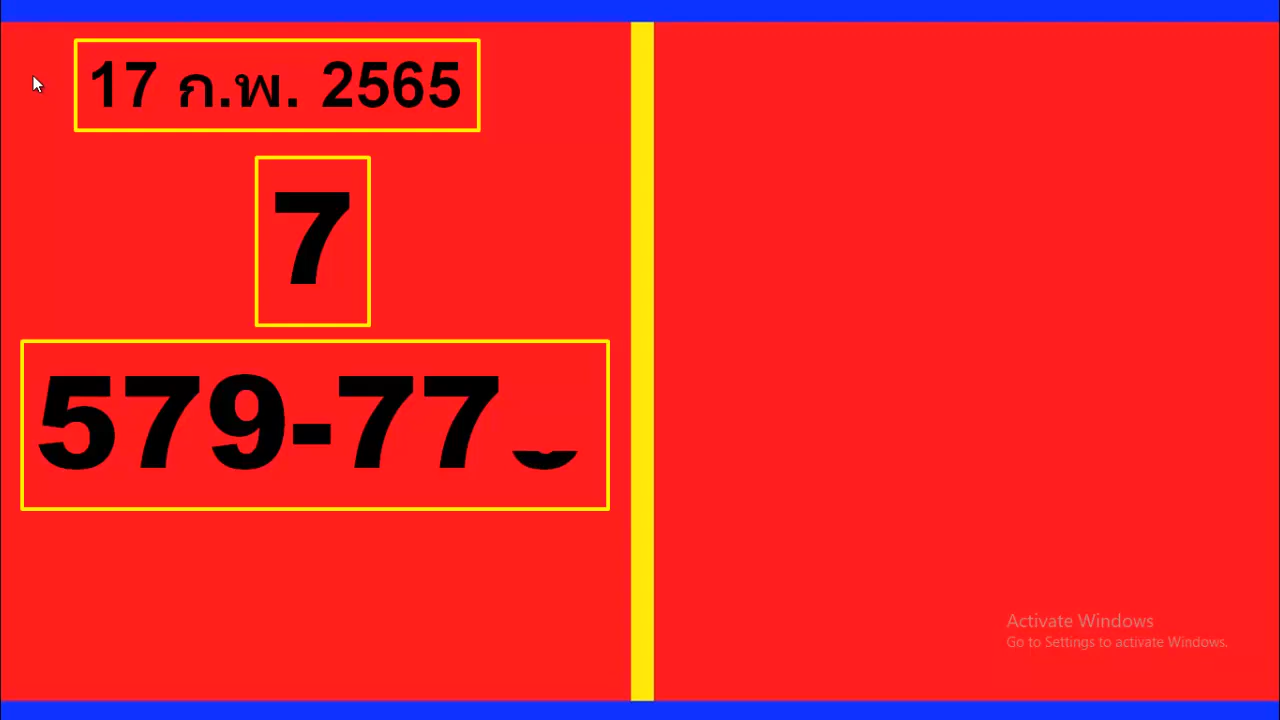 17 ก.พ. 2565
7
579-77
Activate Windows
Go to Settings to activate Windows.